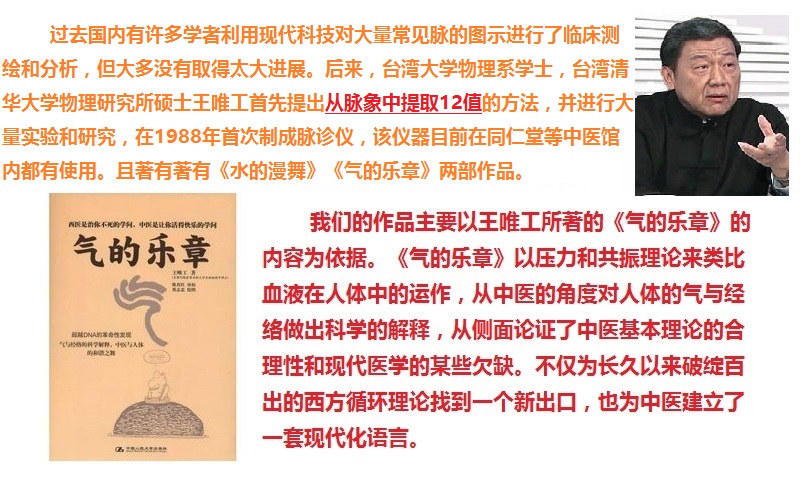 过去国内有许多学者利用现代科技对大量常见脉的图示进行了临床测
绘和分析，但大多没有取得太大进展。后来，台湾大学物理系学士，台湾清
华大学物理研究所硕士王唯工首先提出从脉象中提取12值的方法，并进行大
量实验和研究，在1988年首次制成脉诊仪，该仪器目前在同仁堂等中医馆
内都有使用。且著有著有《水的漫舞》《气的乐章》两部作品。
西医是治你不死的学问，中医是让你活得快乐的学问
气的乐章
王唯工 著
气
超越DNA的革命性发现
气与经络的科学解释，中医与人体
的和谐之舞
中国人民大学出版社
我们的作品主要以王唯工所著的《气的乐章》的
内容为依据。《气的乐章》以压力和共振理论来类比
血液在人体中的运作，从中医的角度对人体的气与经
络做出科学的解释，从侧面论证了中医基本理论的合
理性和现代医学的某些欠缺。不仅为长久以来破绽百
出的西方循环理论找到一个新出口，也为中医建立了
一套现代化语言。